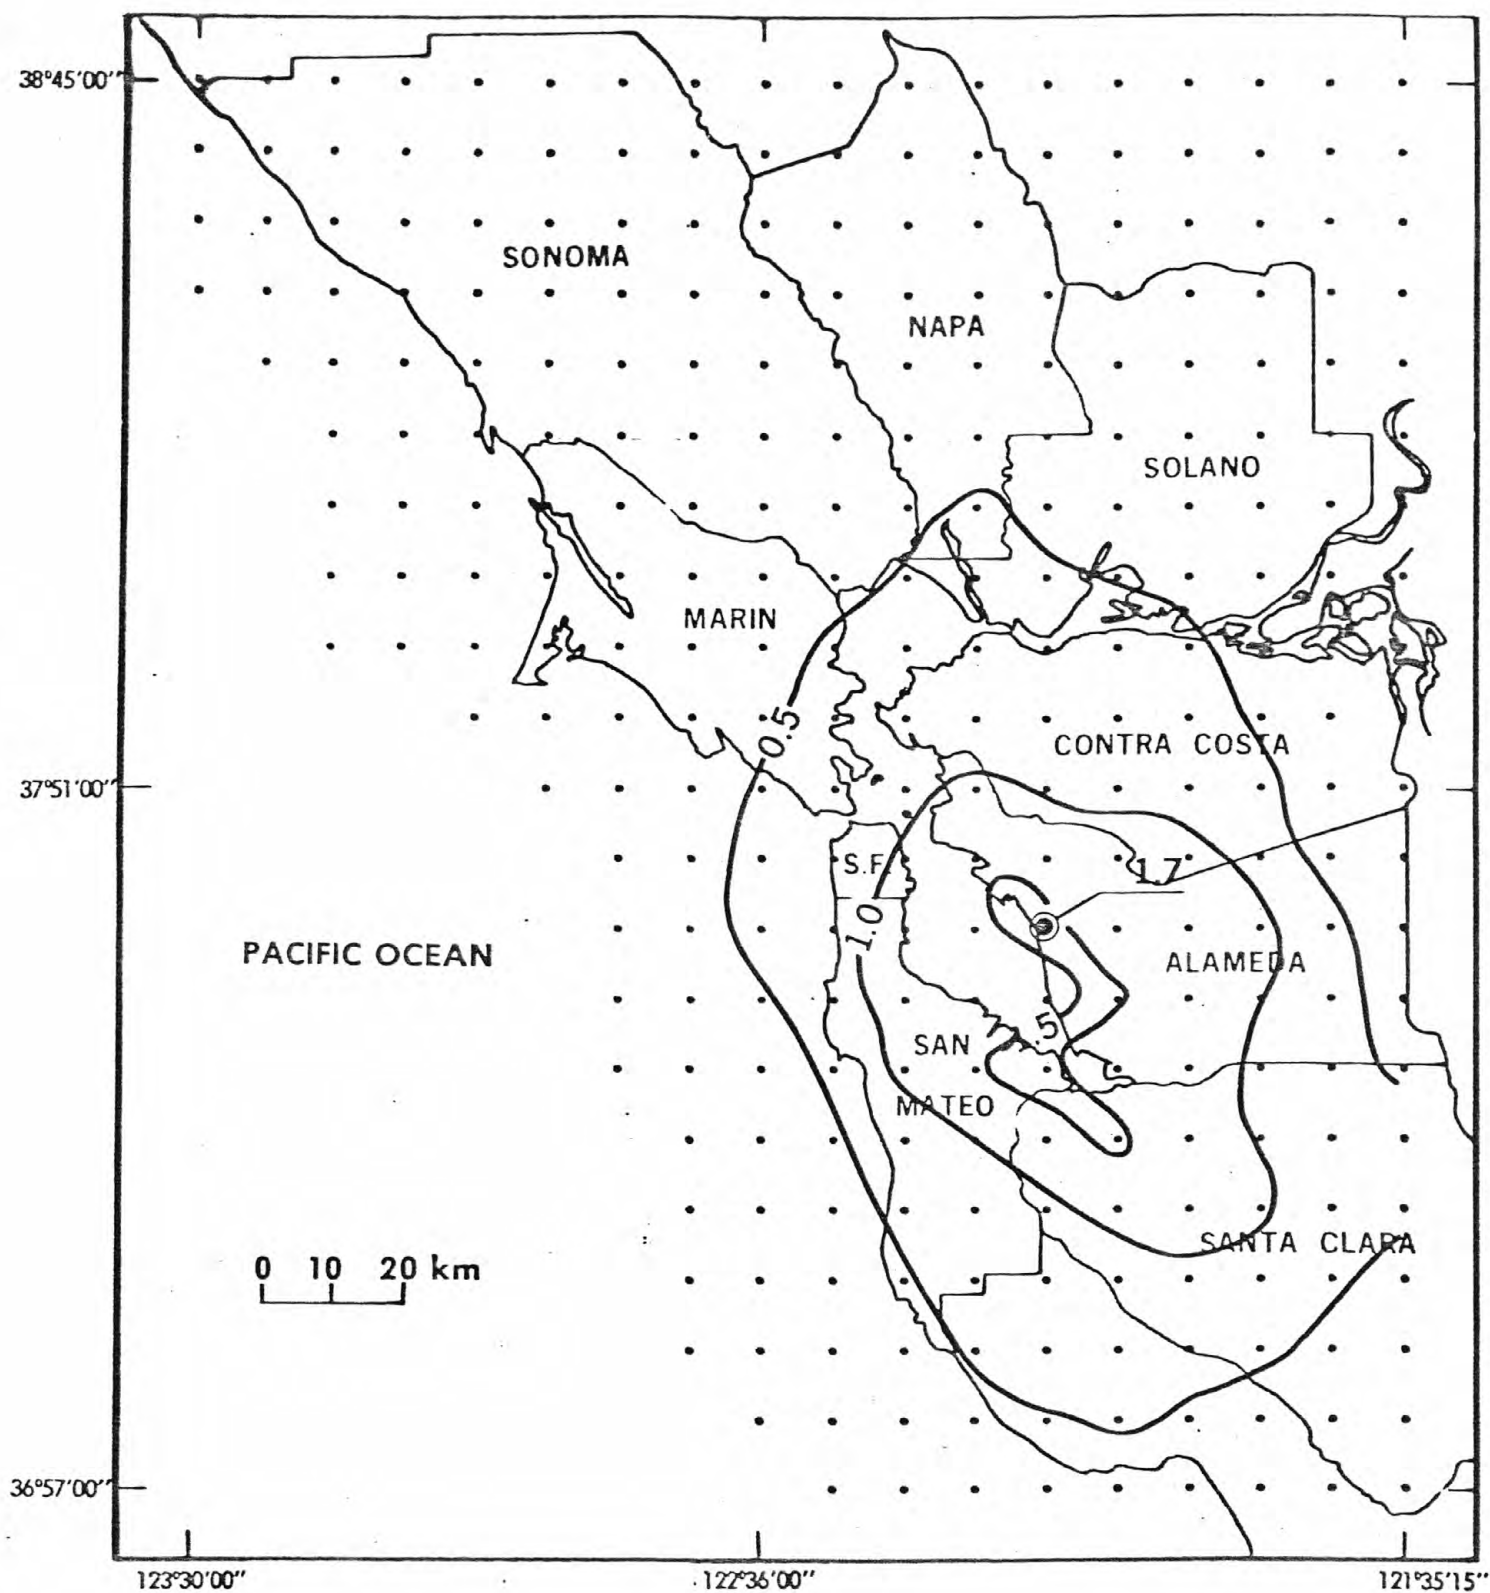 38°45'00"
SONOMA
NAPA
SOLANO
MARIN
0.5
CONTRA COSTA
37°51'00"
S.F.
1.7
1.0
PACIFIC OCEAN
ALAMEDA
.5
SAN
MATEO
SANTA CLARA
0 10 20 km
36°57'00"
123°30'00" 122°36'00" 121°35'15"